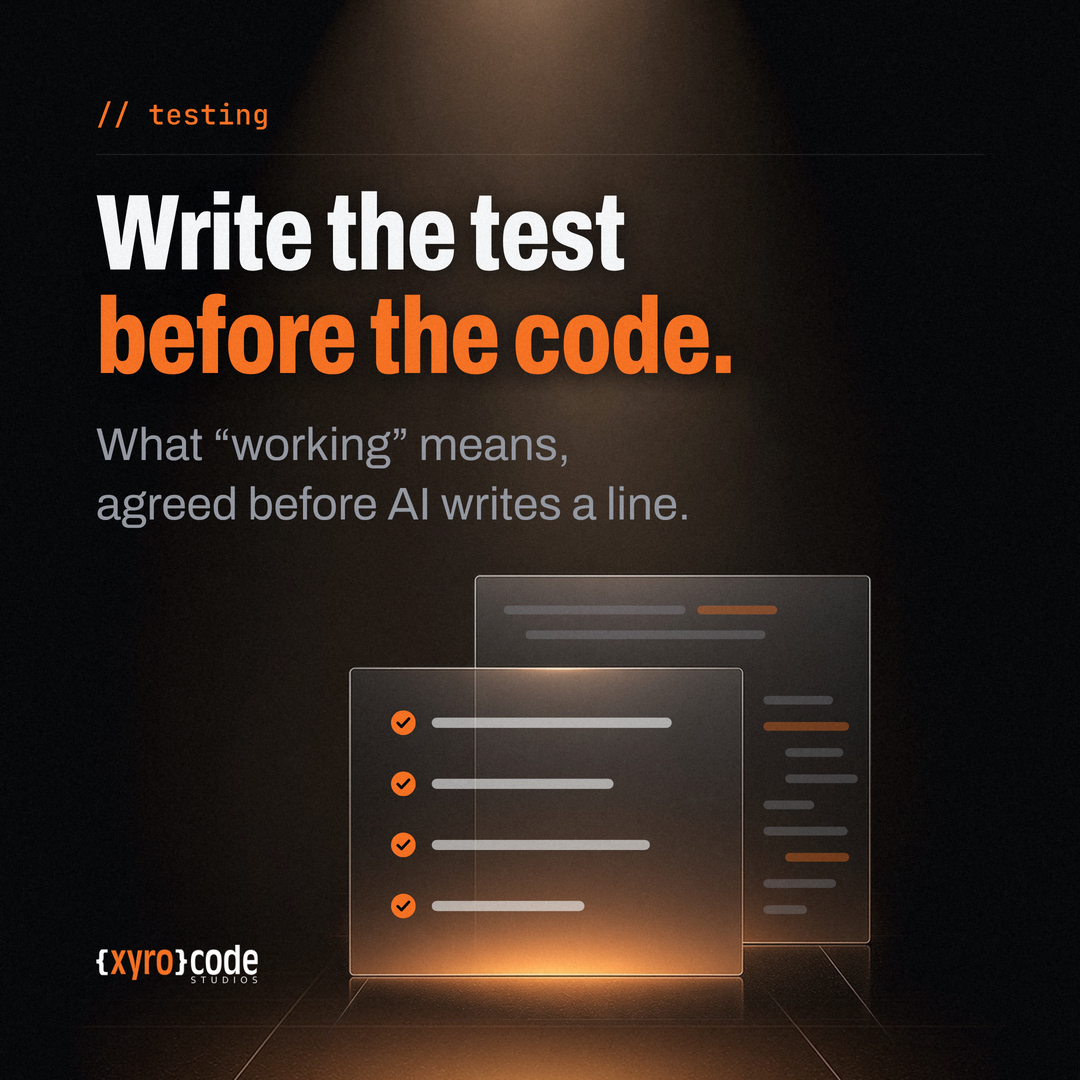 // testing
Write the test
before the code.
What “working” means,
agreed before AI writes a line.
{xyro}code
STUDIOS